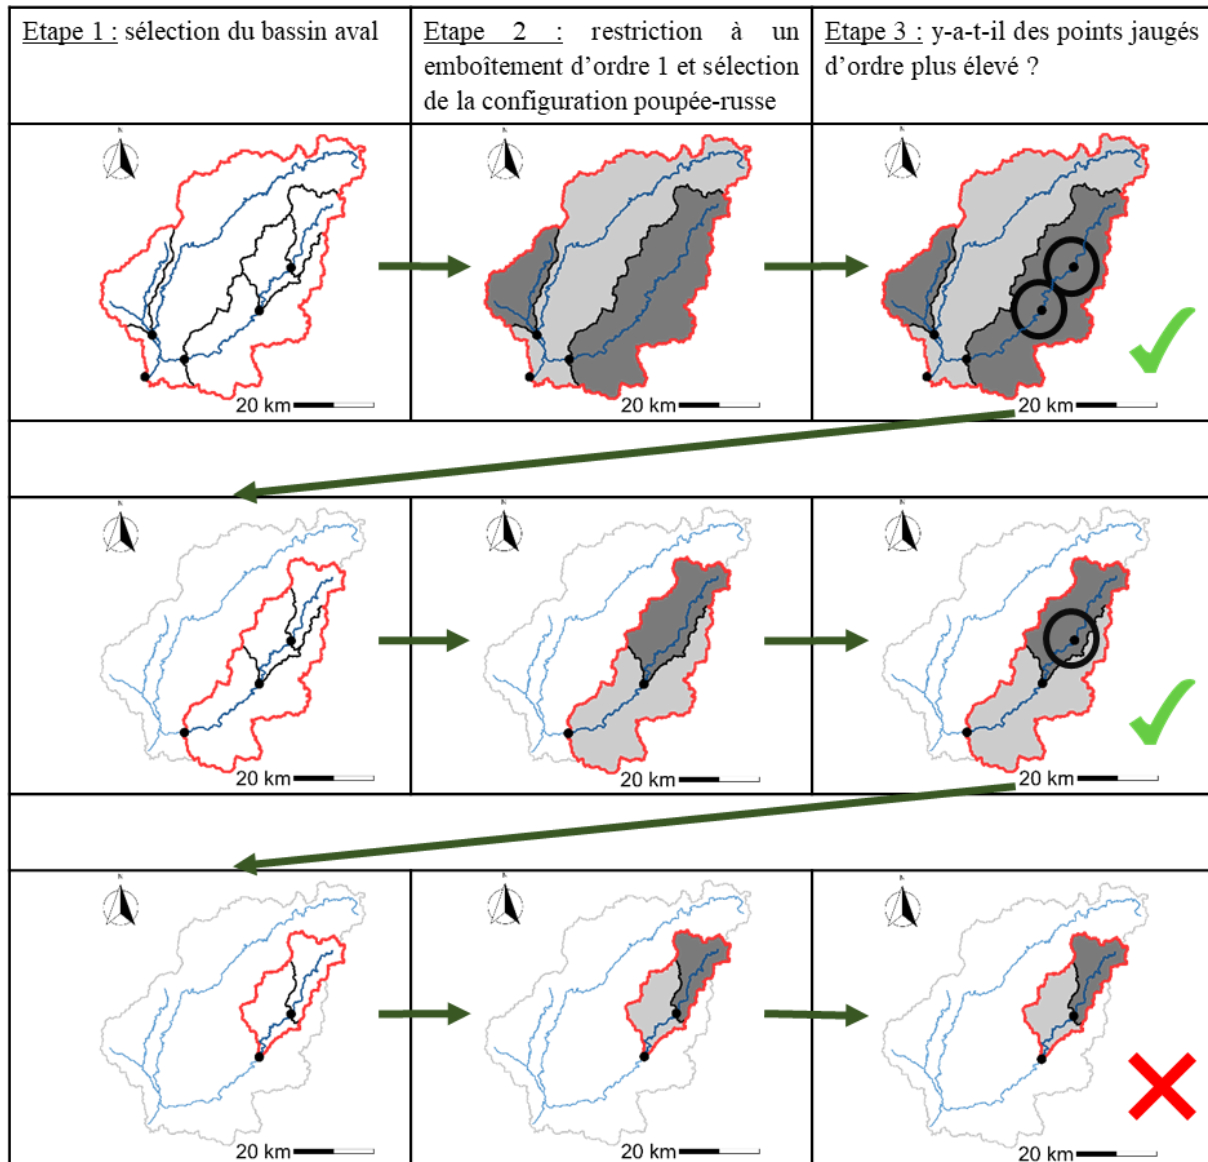 Etape 1 : sélection du bassin aval
Etape 2 : restriction à un
emboîtement d’ordre 1 et sélection
de la configuration poupée-russe
Etape 3 : y-a-t-il des points jaugés
d’ordre plus élevé ?
N
N
N
20 km
20 km
20 km
N
N
N
20 km
20 km
20 km
N
N
N
20 km
20 km
20 km